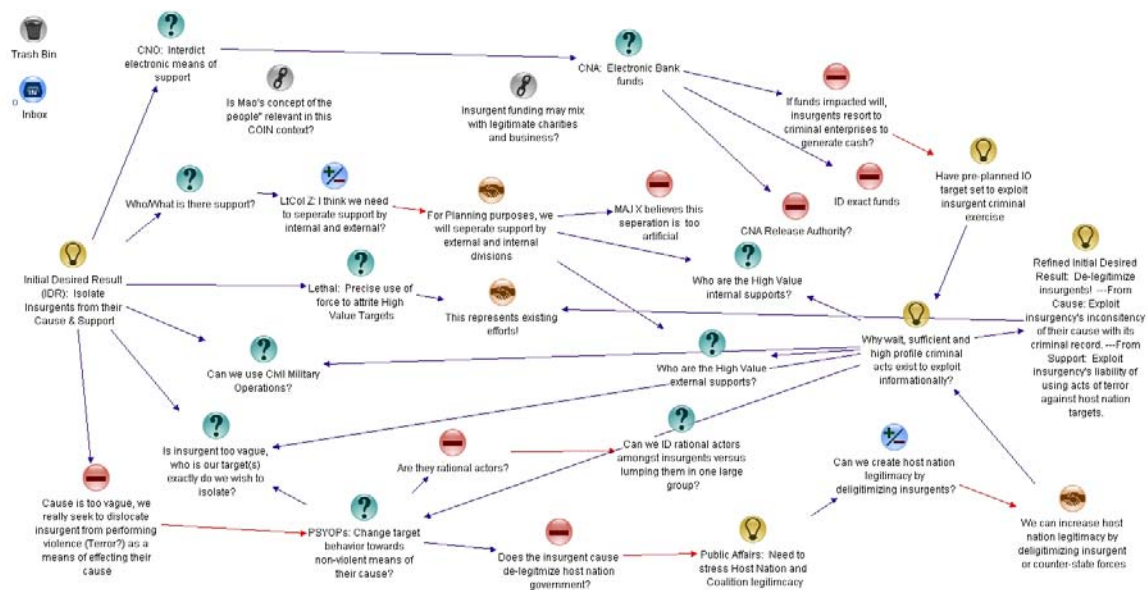 Trash Bin
IN
Inbox
CNO: Interdict
electronic means of
support
Is Mao's concept of the
people" relevant in this
COIN context?
Insurgent funding may mix
with legitimate charities
and business?
CNA: Electronic Bank
funds
If funds impacted will,
insurgents resort to
criminal enterprises to
generate cash?
Have pre-planned IO
target set to exploit
insurgent criminal
exercise
ID exact funds
CNA Release Authority?
Who/What is there support?
LtCol Z: I think we need
to seperate support by
internal and external?
For Planning purposes, we
will seperate support by
external and internal
divisions
MAJ X believes this
seperation is too
artificial
Who are the High Value
internal supports?
Initial Desired Result
(IDR): Isolate
Insurgents from their
Cause & Support
Lethal: Precise use of
force to attrite High
Value Targets
This represents existing
efforts!
Refined Initial Desired
Result: De-legitimize
insurgents! ---From
Cause: Exploit
insurgency's inconsitency
of their cause with its
criminal record. ---From
Support: Exploit
insurgency's liability of
using acts of terror
against host nation
targets.
Why wait, sufficient and
high profile criminal
acts exist to exploit
informationally?
Can we use Civil Military
Operations?
Who are the High Value
external supports?
Is insurgent too vague,
who is our target(s)
exactly do we wish to
isolate?
Are they rational actors?
Can we ID rational actors
amongst insurgents versus
lumping them in one large
group?
Can we create host nation
legitimacy by
deligitimizing insurgents?
Cause is too vague, we
really seek to dislocate
insurgent from performing
violence (Terror?) as a
means of effecting their
cause
PSYOPs: Change target
behavior towards
non-violent means of
their cause?
Does the insurgent cause
de-legitmize host nation
government?
Public Affairs: Need to
stress Host Nation and
Coalition legilimcacy
We can increase host
nation legitimacy by
deligitimizing insurgent
or counter-state forces